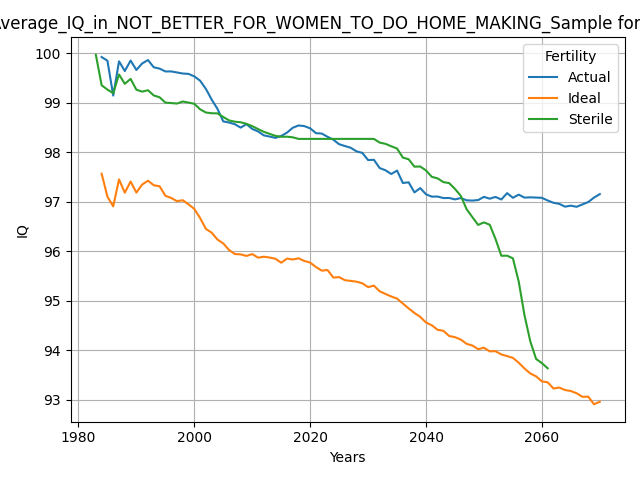 Average_IQ_in_NOT_BETTER_FOR_WOMEN_TO_DO_HOME_MAKING_Sample for
Fertility
Actual
Ideal
Sterile
IQ
100
99
98
97
96
95
94
93
1980
2000
2020
2040
2060
Years